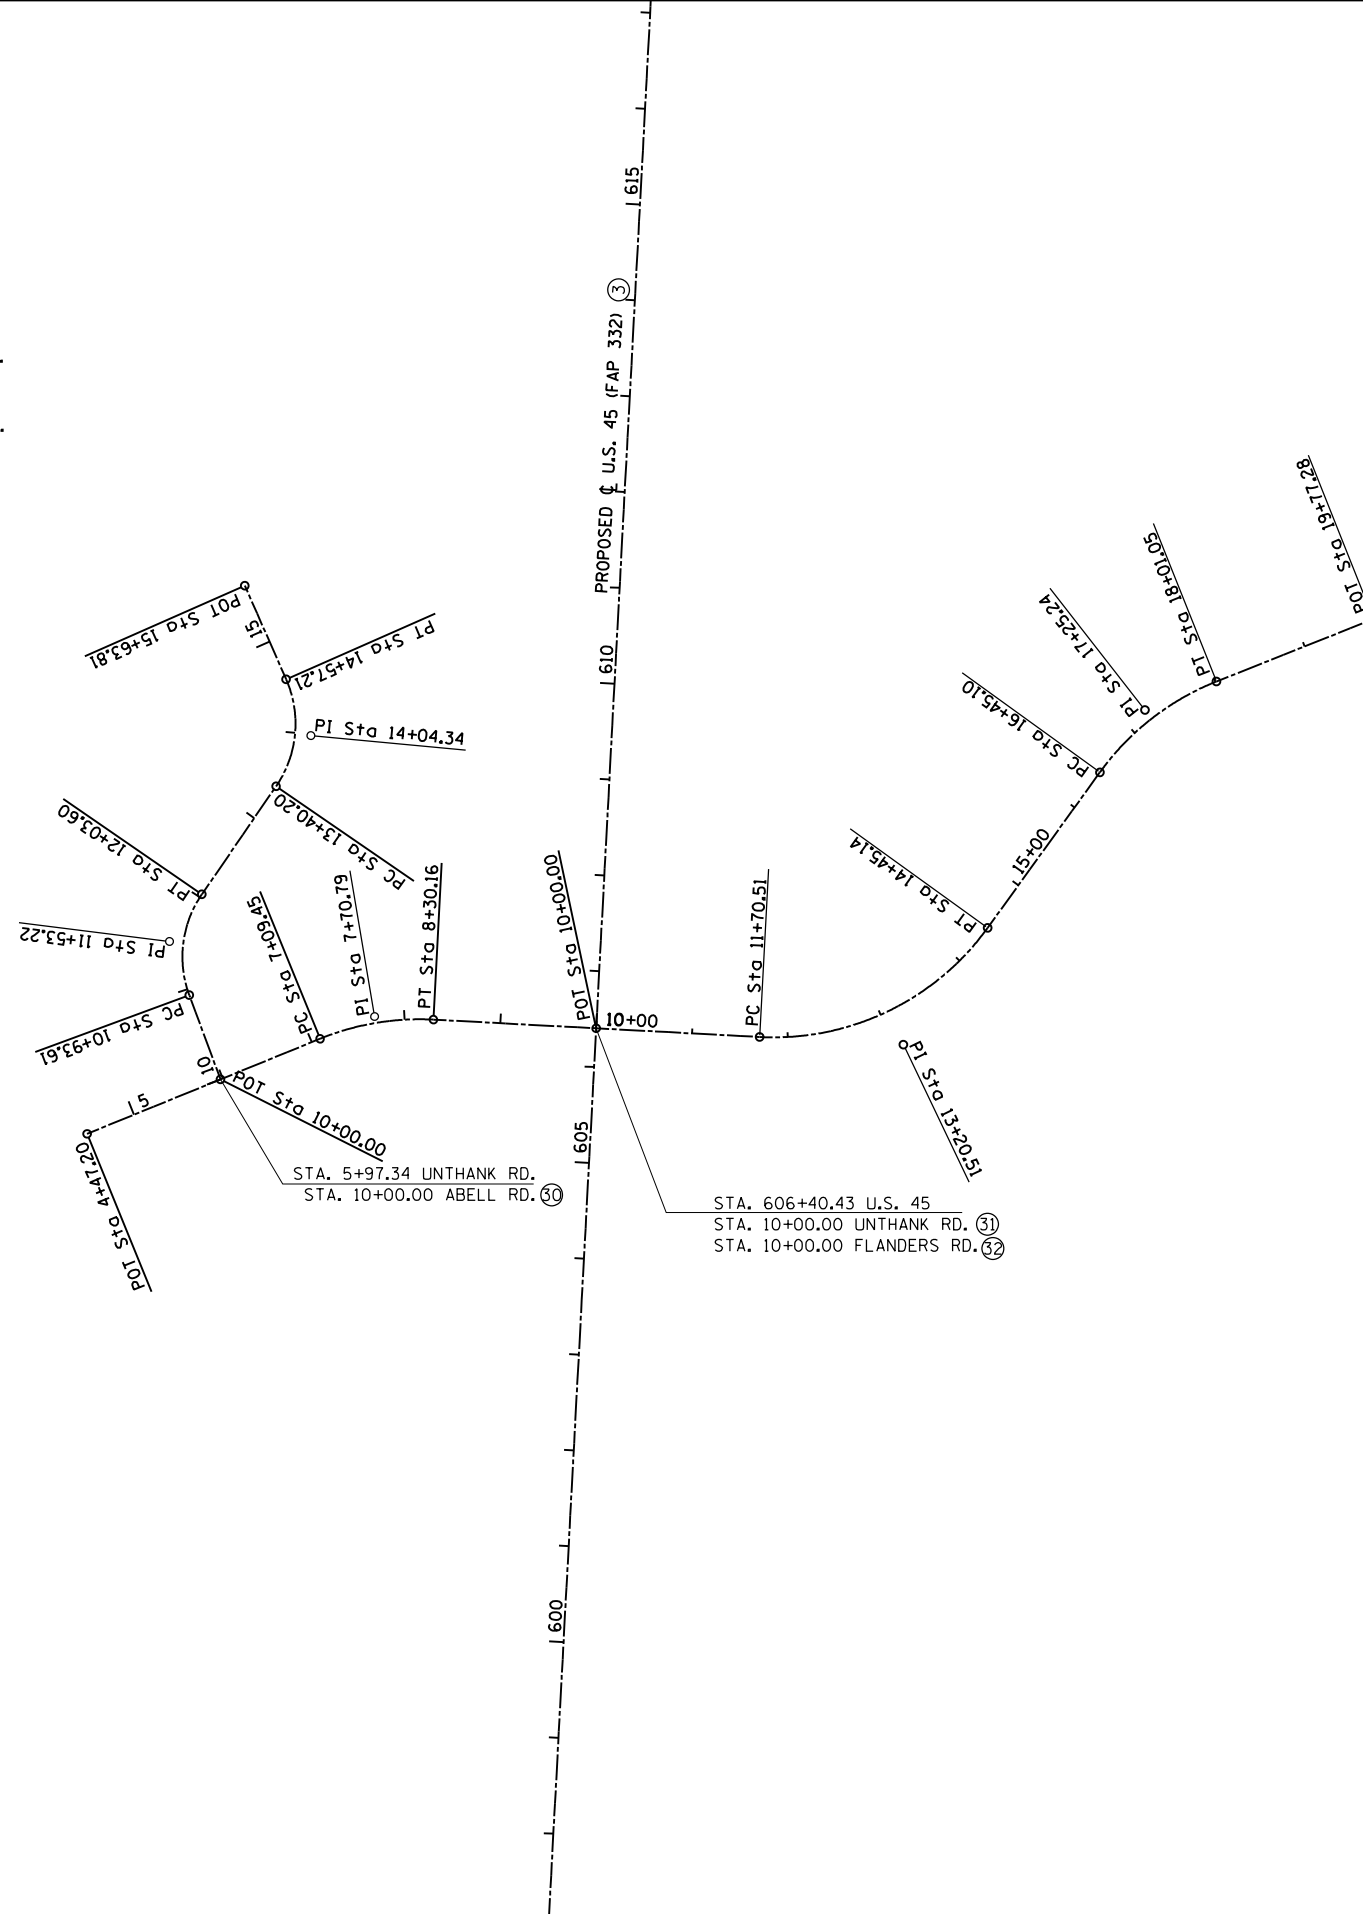 615
PROPOSED ℄ U.S. 45 (FAP 332) 3
610
POT Sta 15+63.81
15
PT Sta 14+57.21
PI Sta 14+04.34
PC Sta 13+40.20
PT Sta 12+03.60
PI Sta 11+53.22
PC Sta 10+93.61
10
POT Sta 10+00.00
5
POT Sta 4+47.20
PC Sta 7+09.45
PI Sta 7+70.79
PT Sta 8+30.16
POT Sta 10+00.00
10+00
PC Sta 11+70.51
PI Sta 13+20.51
PT Sta 14+45.14
15+00
PC Sta 16+45.10
PI Sta 17+25.24
PT Sta 18+01.05
POT Sta 19+77.28
605
STA. 5+97.34 UNTHANK RD.
STA. 10+00.00 ABELL RD. 30
STA. 606+40.43 U.S. 45
STA. 10+00.00 UNTHANK RD. 31
STA. 10+00.00 FLANDERS RD. 32
600